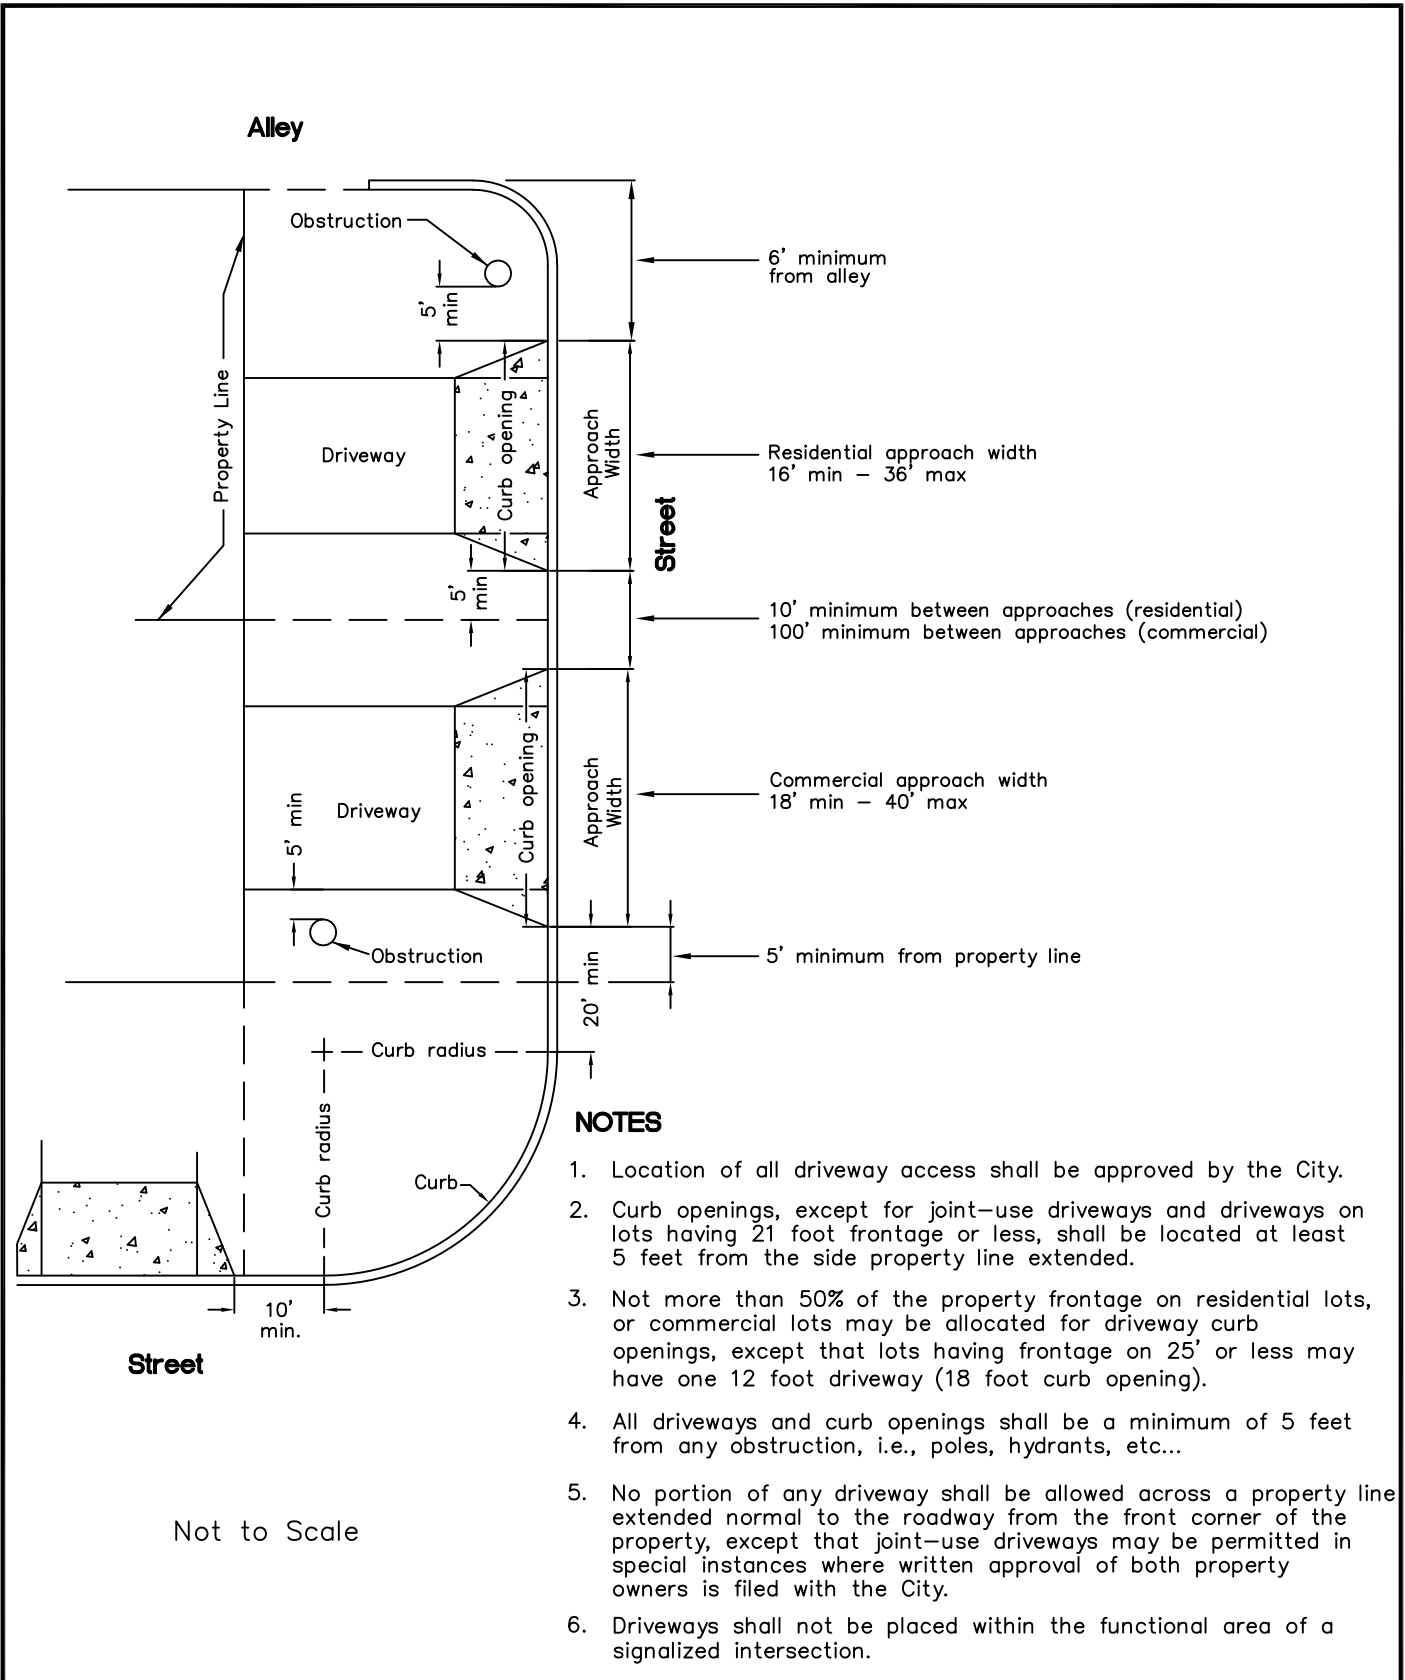 Alley
Obstruction
6' minimum
from alley
5'
min
Property Line
Driveway
Curb opening
Approach
Width
Residential approach width
16' min – 36' max
Street
5'
min
10' minimum between approaches (residential)
100' minimum between approaches (commercial)
Driveway
Curb opening
Approach
Width
Commercial approach width
18' min – 40' max
5' min
Obstruction
20' min
5' minimum from property line
Curb radius
Curb radius
Curb
10'
min.
Street
Not to Scale
NOTES
1. Location of all driveway access shall be approved by the City.
2. Curb openings, except for joint–use driveways and driveways on
lots having 21 foot frontage or less, shall be located at least
5 feet from the side property line extended.
3. Not more than 50% of the property frontage on residential lots,
or commercial lots may be allocated for driveway curb
openings, except that lots having frontage on 25' or less may
have one 12 foot driveway (18 foot curb opening).
4. All driveways and curb openings shall be a minimum of 5 feet
from any obstruction, i.e., poles, hydrants, etc...
5. No portion of any driveway shall be allowed across a property line
extended normal to the roadway from the front corner of the
property, except that joint–use driveways may be permitted in
special instances where written approval of both property
owners is filed with the City.
6. Driveways shall not be placed within the functional area of a
signalized intersection.